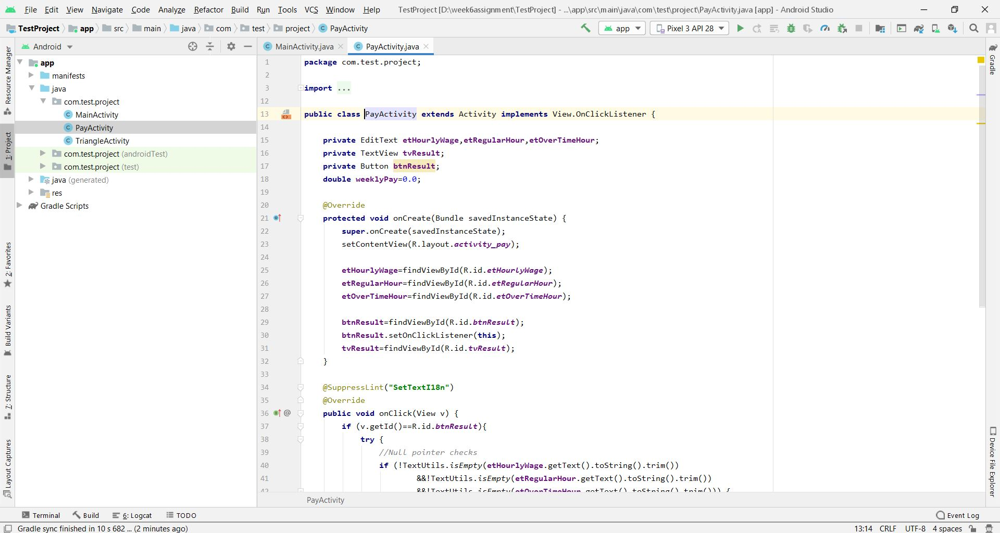 File Edit View Navigate Code Analyze Refactor Build Run Tools VCS Window Help TestProject [D:\week6assignment\TestProject] - ...\app\src\main\java\com\test\project\PayActivity.java [app] - Android Studio
TestProject app src main java com test project PayActivity app Pixel 3 API 28
Android
MainActivity.java PayActivity.java
app
manifests
java
com.test.project
MainActivity
PayActivity
TriangleActivity
com.test.project (androidTest)
com.test.project (test)
java (generated)
res
Gradle Scripts
Resource Manager
1: Project
2: Favorites
Build Variants
7: Structure
Layout Captures
1 package com.test.project;
2
3 import ...
12
13 public class PayActivity extends Activity implements View.OnClickListener {
14
15 private EditText etHourlyWage,etRegularHour,etOverTimeHour;
16 private TextView tvResult;
17 private Button btnResult;
18 double weeklyPay=0.0;
19
20 @Override
21 protected void onCreate(Bundle savedInstanceState) {
22 super.onCreate(savedInstanceState);
23 setContentView(R.layout.activity_pay);
24
25 etHourlyWage=findViewById(R.id.etHourlyWage);
26 etRegularHour=findViewById(R.id.etRegularHour);
27 etOverTimeHour=findViewById(R.id.etOverTimeHour);
28
29 btnResult=findViewById(R.id.btnResult);
30 btnResult.setOnClickListener(this);
31 tvResult=findViewById(R.id.tvResult);
32 }
33
34 @SuppressLint("SetTextI18n")
35 @Override
36 @ public void onClick(View v) {
37 if (v.getId()==R.id.btnResult){
38 try {
39 //Null pointer checks
40 if (!TextUtils.isEmpty(etHourlyWage.getText().toString().trim())
41 &&!TextUtils.isEmpty(etRegularHour.getText().toString().trim())
42 &&!TextUtils.isEmpty(etOverTimeHour.getText().toString().trim())) {
PayActivity
Gradle
Device File Explorer
Terminal Build 6: Logcat TODO Event Log
Gradle sync finished in 10 s 682 ... (2 minutes ago) 13:14 CRLF UTF-8 4 spaces